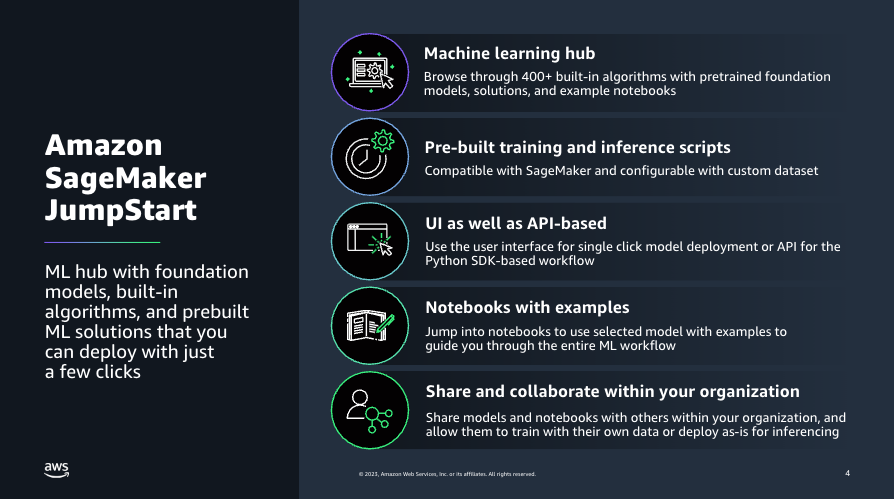 Amazon
SageMaker
JumpStart
ML hub with foundation
models, built-in
algorithms, and prebuilt
ML solutions that you
can deploy with just
a few clicks
Machine learning hub
Browse through 400+ built-in algorithms with pretrained foundation
models, solutions, and example notebooks
Pre-built training and inference scripts
Compatible with SageMaker and configurable with custom dataset
UI as well as API-based
Use the user interface for single click model deployment or API for the
Python SDK-based workflow
Notebooks with examples
Jump into notebooks to use selected model with examples to
guide you through the entire ML workflow
Share and collaborate within your organization
Share models and notebooks with others within your organization, and
allow them to train with their own data or deploy as-is for inferencing
aws
© 2023, Amazon Web Services, Inc. or its affiliates. All rights reserved.
4